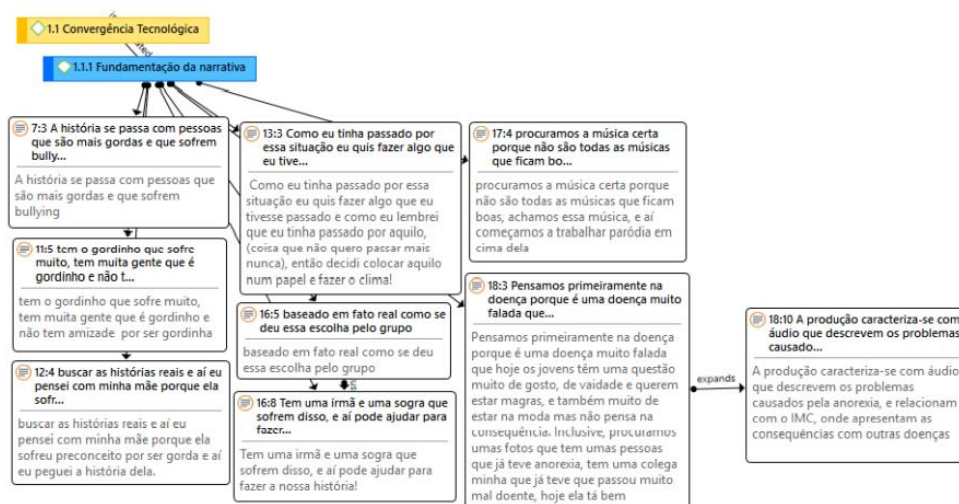 1.1 Convergência Tecnológica
1.1.1 Fundamentação da narrativa
7:3 A história se passa com pessoas
que são mais gordas e que sofrem
bully...
A história se passa com pessoas que
são mais gordas e que sofrem
bullying
11:5 tem o gordinho que sofre
muito, tem muita gente que é
gordinho e não t...
tem o gordinho que sofre muito,
tem muita gente que é gordinho e
não tem amizade por ser gordinha
12:4 buscar as histórias reais e aí eu
pensei com minha mãe porque ela
sofr...
buscar as histórias reais e aí eu
pensei com minha mãe porque ela
sofreu preconceito por ser gorda e aí
eu peguei a história dela.
13:3 Como eu tinha passado por
essa situação eu quis fazer algo que
eu tive...
Como eu tinha passado por essa
situação eu quis fazer algo que eu
tivesse passado e como eu lembrei
que eu tinha passado por aquilo,
(coisa que não quero passar mais
nunca), então decidi colocar aquilo
num papel e fazer o clima!
16:5 baseado em fato real como se
deu essa escolha pelo grupo
baseado em fato real como se deu
essa escolha pelo grupo
16:8 Tem uma irmã e uma sogra que
sofrem disso, e aí pode ajudar para
fazer...
Tem uma irmã e uma sogra que
sofrem disso, e aí pode ajudar para
fazer a nossa história!
17:4 procuramos a música certa
porque não são todas as músicas
que ficam bo...
procuramos a música certa porque
não são todas as músicas que ficam
boas, achamos essa música, e aí
começamos a trabalhar paródia em
cima dela
18:3 Pensamos primeiramente na
doença porque é uma doença muito
falada que...
Pensamos primeiramente na doença
porque é uma doença muito falada
que hoje os jovens têm uma questão
muito de gosto, de vaidade e querem
estar magras, e também muito de
estar na moda mas não pensa na
consequência. Inclusive, procuramos
umas fotos que tem umas pessoas
que já teve anorexia, tem uma colega
minha que já teve que passou muito
mal doente, hoje ela tá bem
expands
18:10 A produção caracteriza-se com
áudio que descrevem os problemas
causado...
A produção caracteriza-se com áudio
que descrevem os problemas
causados pela anorexia, e relacionam
com o IMC, onde apresentam as
consequências com outras doenças